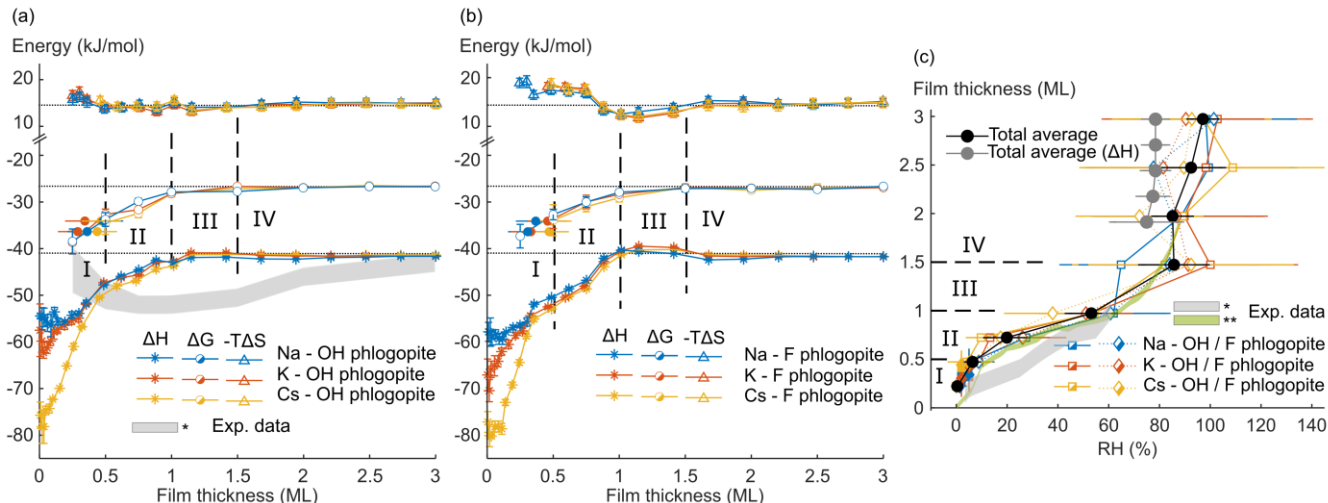 (a)
Energy (kJ/mol)
20
10
-20
-30
-40
-50
-60
-70
-80
I
II
III
IV
ΔH ΔG -TΔS
Na - OH phlogopite
K - OH phlogopite
Cs - OH phlogopite
* Exp. data
0 0.5 1 1.5 2 2.5 3
Film thickness (ML)
(b)
Energy (kJ/mol)
20
10
-20
-30
-40
-50
-60
-70
-80
I
II
III
IV
ΔH ΔG -TΔS
Na - F phlogopite
K - F phlogopite
Cs - F phlogopite
0 0.5 1 1.5 2 2.5 3
Film thickness (ML)
(c)
Film thickness (ML)
3
2.5
2
1.5
1
0.5
0
Total average
Total average (ΔH)
IV
III
II
I
* Exp. data
**
Na - OH / F phlogopite
K - OH / F phlogopite
Cs - OH / F phlogopite
0 20 40 60 80 100 120 140
RH (%)